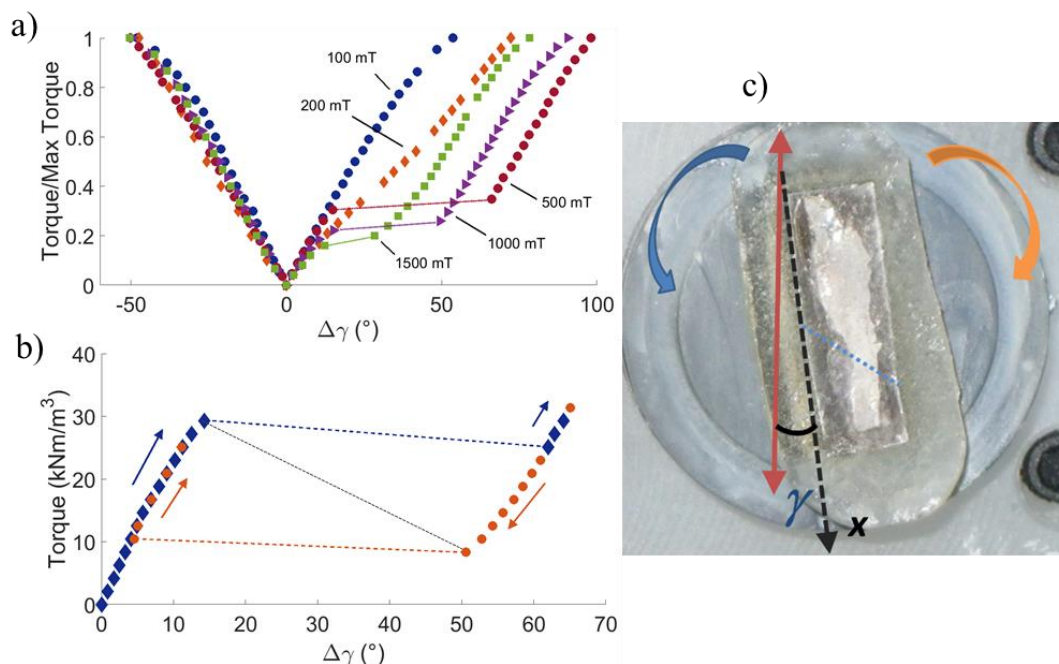 a)
Torque/Max Torque
1
0.8
0.6
0.4
0.2
0
-50
0
50
100
Δγ (°)
100 mT
200 mT
500 mT
1000 mT
1500 mT
b)
Torque (kNm/m³)
40
30
20
10
0
0
10
20
30
40
50
60
70
Δγ (°)
c)
γ
x